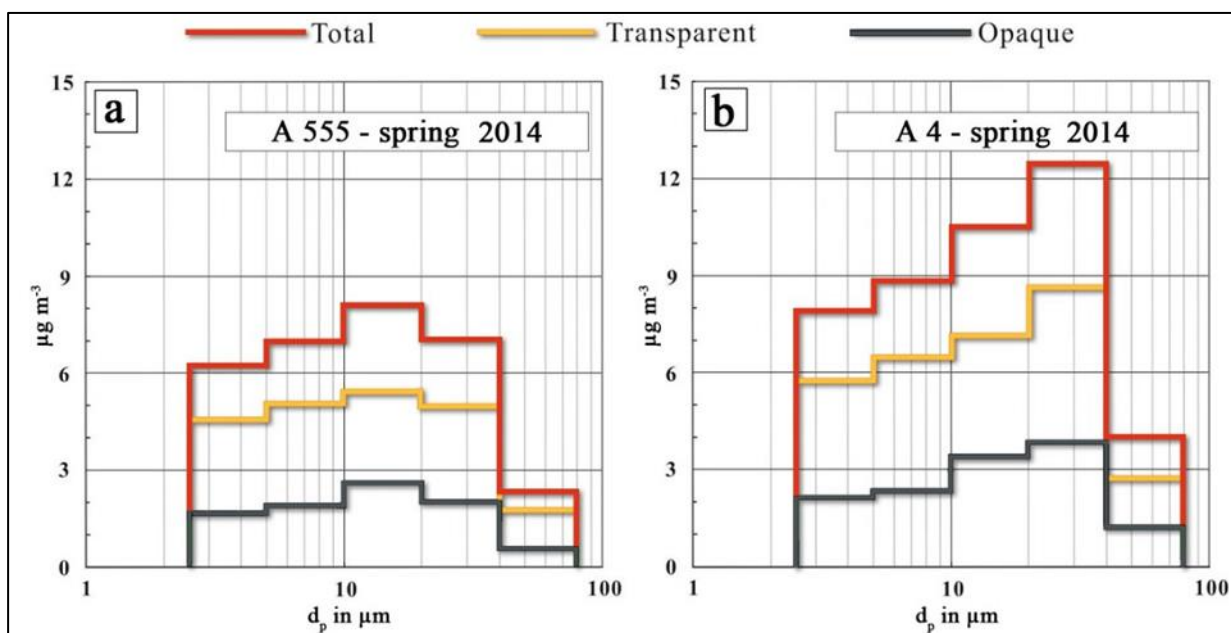 Total Transparent Opaque
a
A 555 - spring 2014
15
12
9
6
3
0
µg m⁻³
1 10 100
dₚ in µm
b
A 4 - spring 2014
15
12
9
6
3
0
µg m⁻³
1 10 100
dₚ in µm